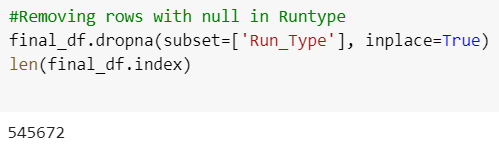 #Removing rows with null in Runtype
final_df.dropna(subset=['Run_Type'], inplace=True)
len(final_df.index)
545672